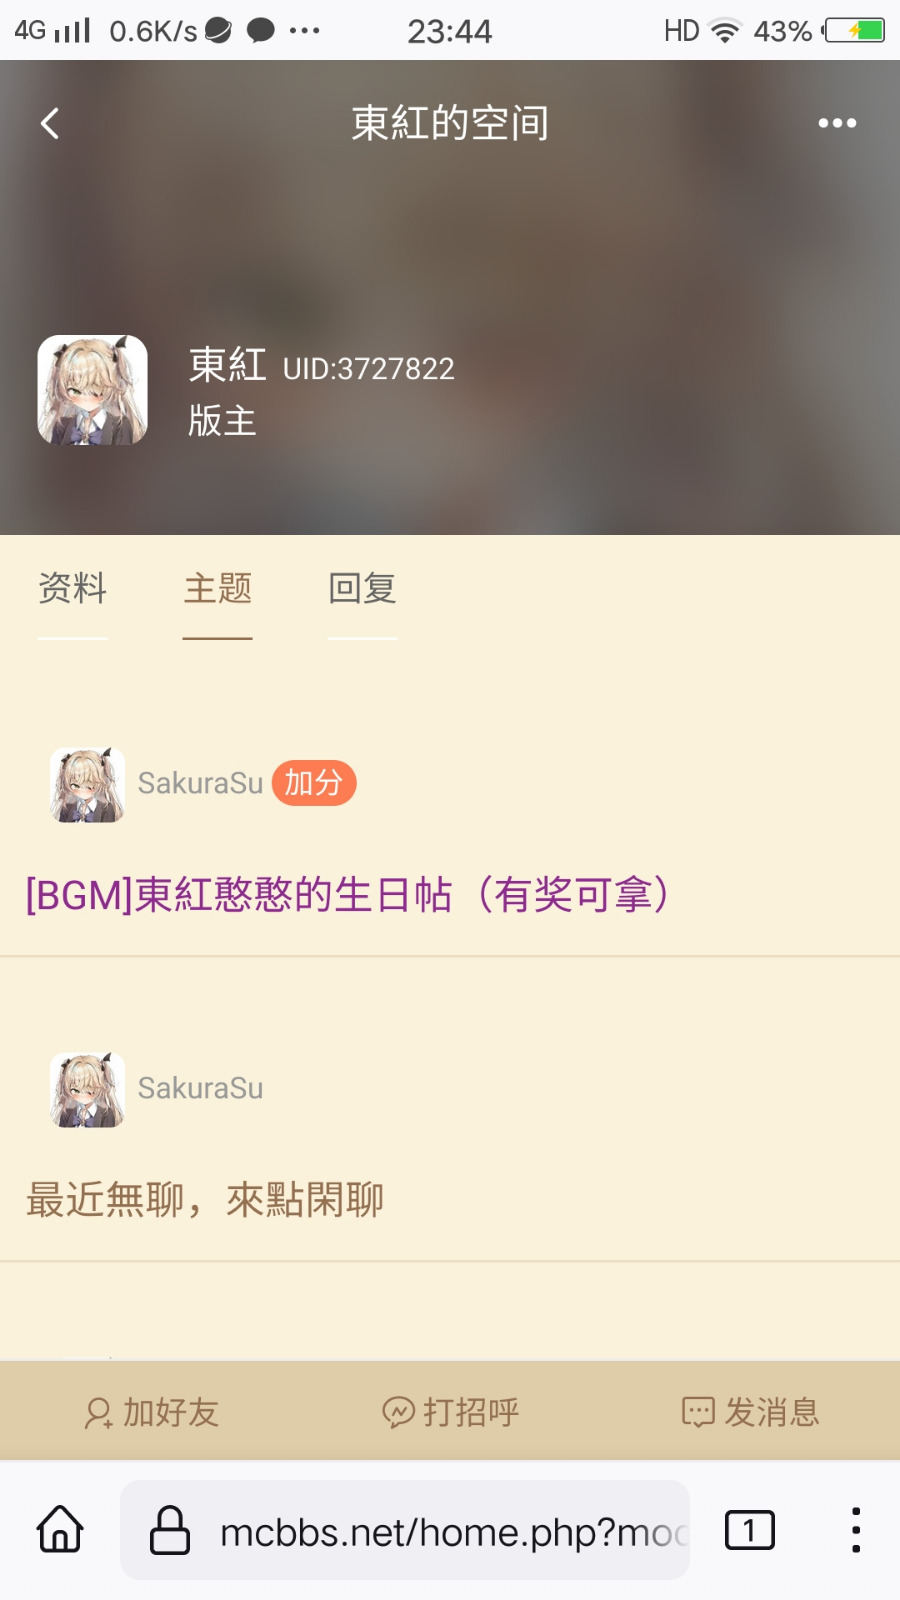 4G 0.6K/s 23:44 HD 43%
東紅的空间
東紅 UID:3727822
版主
资料 主题 回复
SakuraSu 加分
[BGM]東紅憨憨的生日帖（有奖可拿）
SakuraSu
最近無聊，來點閑聊
加好友 打招呼 发消息
mcbbs.net/home.php?mod 1